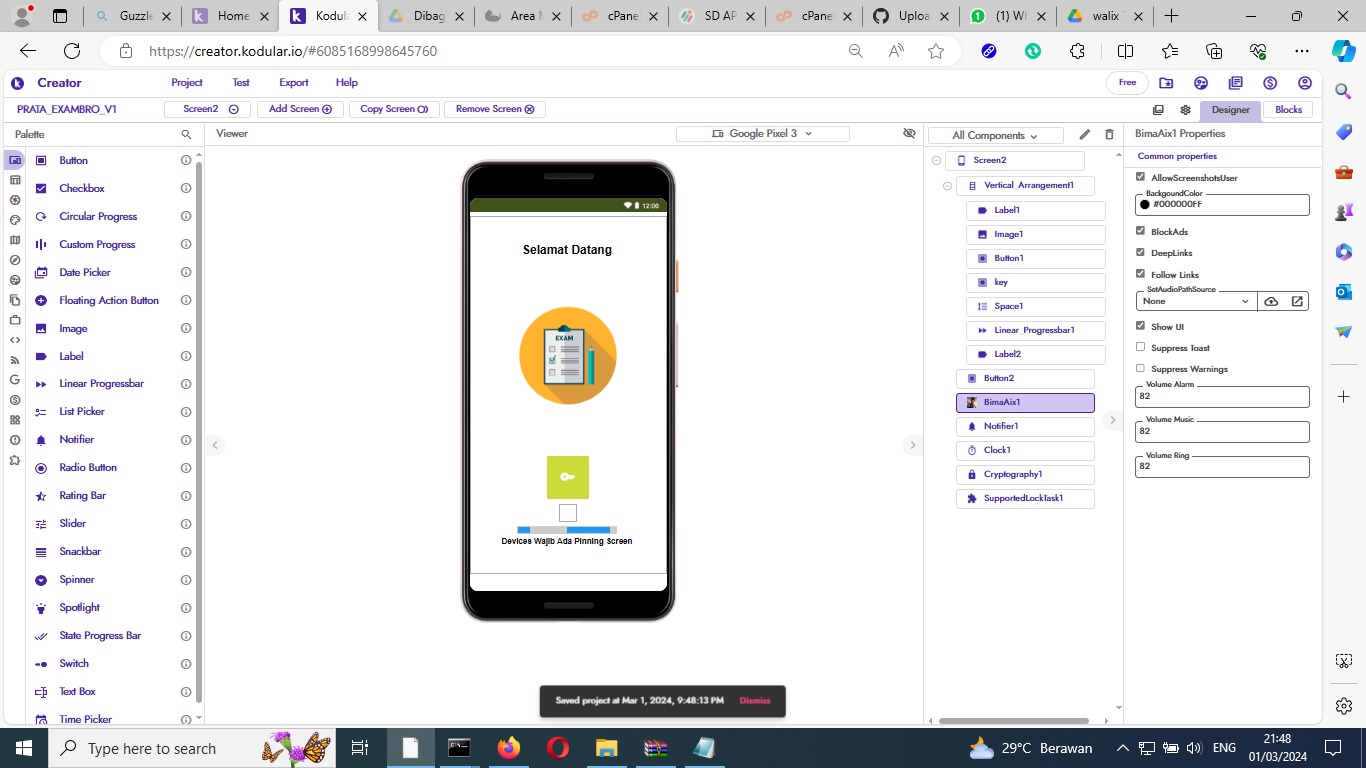 Guzzle
Home
Kodula
Dibag
Area M
cPane
SD AP
cPane
Uploa
(1) Wh
walix
https://creator.kodular.io/#6085168998645760
Creator
Project
Test
Export
Help
Free
PRATA_EXAMBRO_V1
Screen2
Add Screen
Copy Screen
Remove Screen
Designer
Blocks
Palette
Viewer
Google Pixel 3
All Components
BimaAix1 Properties
Button
Checkbox
Circular Progress
Custom Progress
Date Picker
Floating Action Button
Image
Label
Linear Progressbar
List Picker
Notifier
Radio Button
Rating Bar
Slider
Snackbar
Spinner
Spotlight
State Progress Bar
Switch
Text Box
Time Picker
12:00
Selamat Datang
EXAM
Devices Wajib Ada Pinning Screen
Saved project at Mar 1, 2024, 9:48:13 PM
Dismiss
Screen2
Vertical_Arrangement1
Label1
Image1
Button1
key
Space1
Linear_Progressbar1
Label2
Button2
BimaAix1
Notifier1
Clock1
Cryptography1
SupportedLockTask1
Common properties
AllowScreenshotsUser
BackgoundColor
#000000FF
BlockAds
DeepLinks
Follow Links
SetAudioPathSource
None
Show UI
Suppress Toast
Suppress Warnings
Volume Alarm
82
Volume Music
82
Volume Ring
82
Type here to search
29°C Berawan
ENG
21:48
01/03/2024